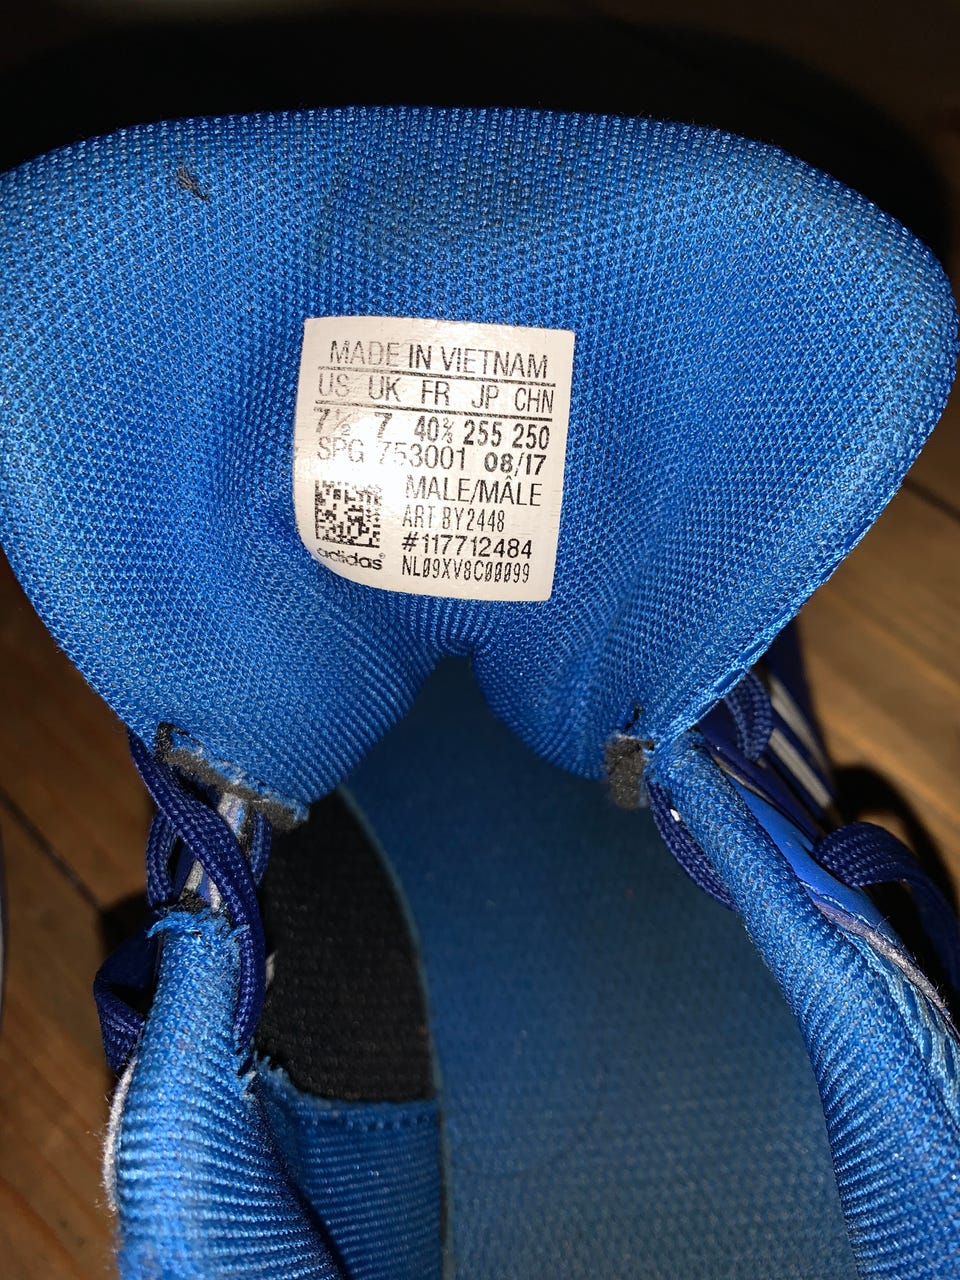 MADE IN VIETNAM
US UK FR JP CHN
7½ 7 40⅔ 255 250
SPG 753001 08/17
MALE/MÂLE
ART BY2448
#117712484
adidas® NL09XV8C00099